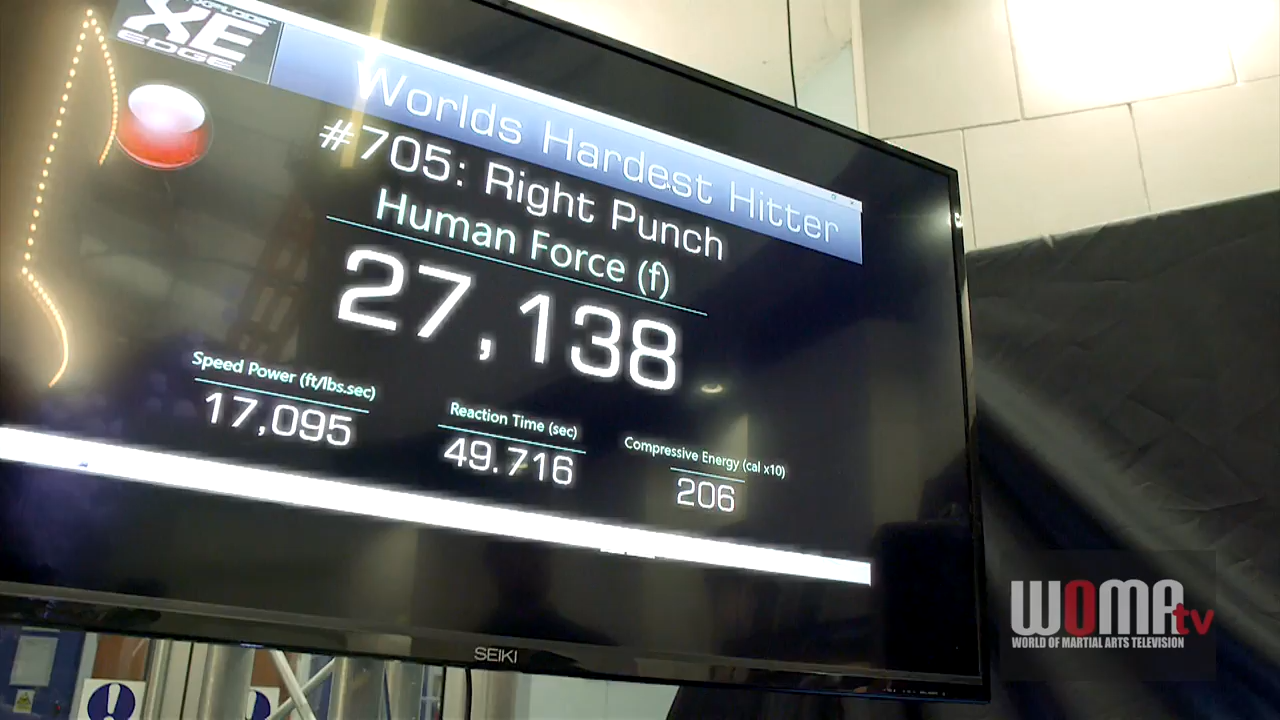 XPLODE
XE
EDGE
Worlds Hardest Hitter
#705: Right Punch
Human Force (f)
27,138
Speed Power (ft/lbs.sec)
17,095
Reaction Time (sec)
49.716
Compressive Energy (cal x10)
206
SEIKI
WOMAtv
WORLD OF MARTIAL ARTS TELEVISION